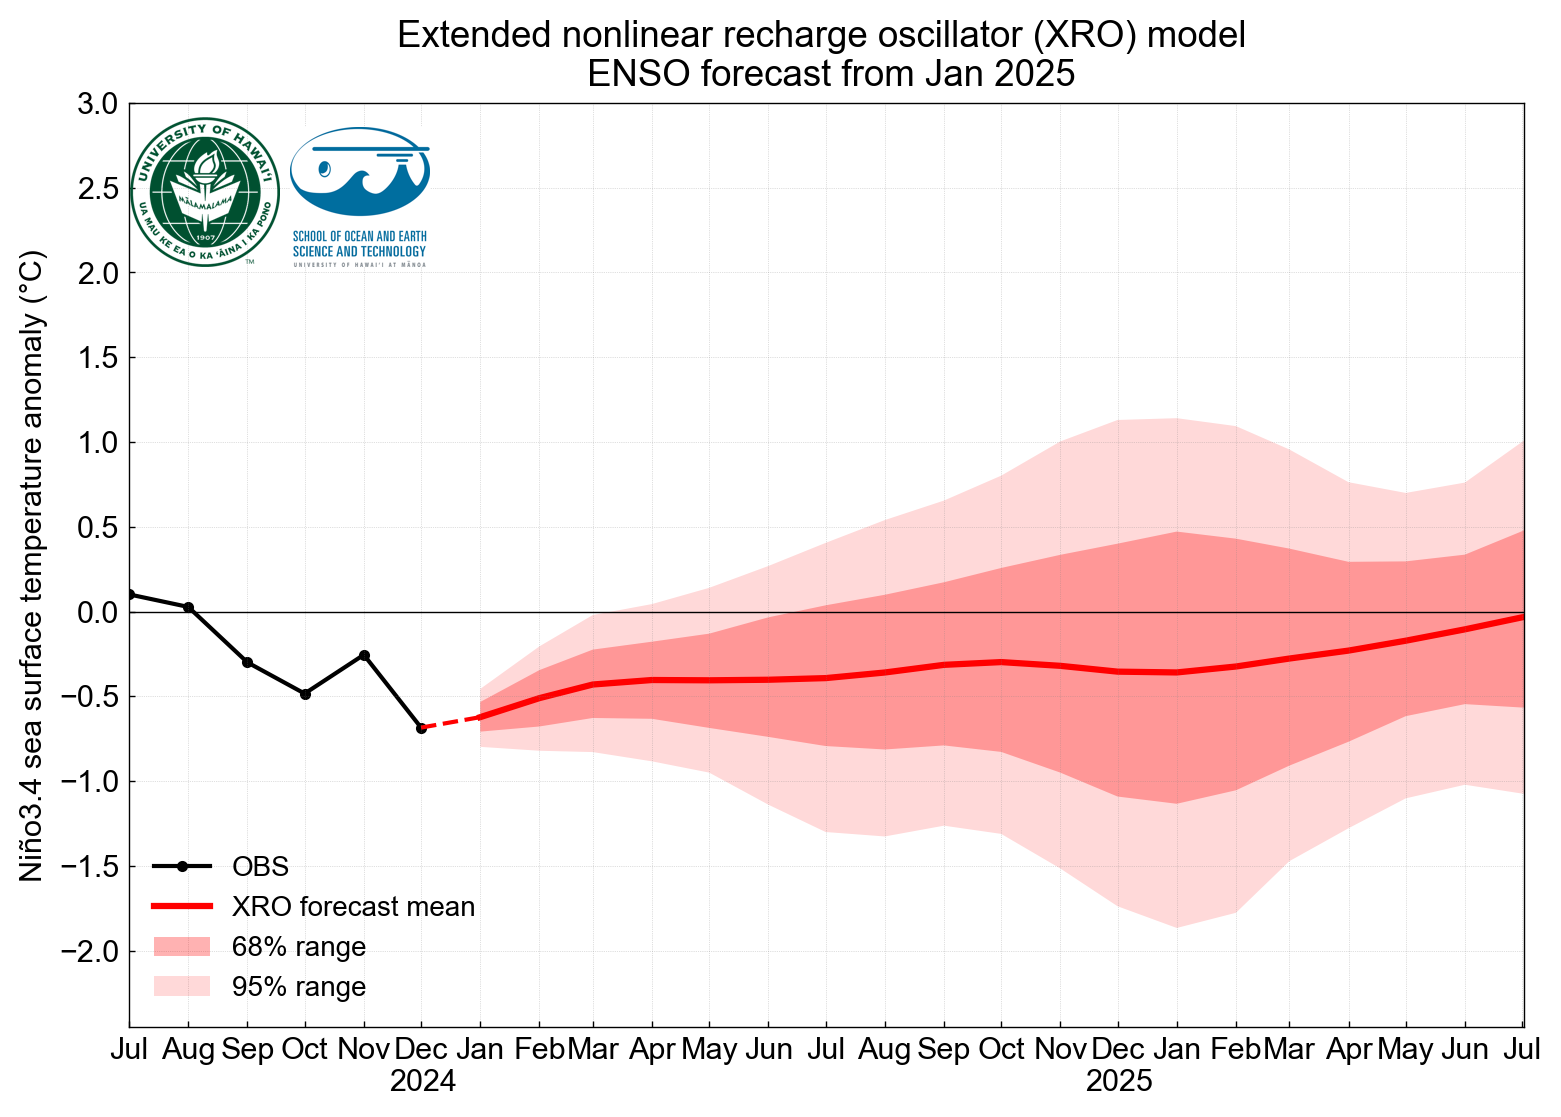 Extended nonlinear recharge oscillator (XRO) model
ENSO forecast from Jan 2025
3.0
2.5
2.0
1.5
1.0
0.5
0.0
−0.5
−1.0
−1.5
−2.0
Niño3.4 sea surface temperature anomaly (°C)
UNIVERSITY OF HAWAI‘I
MĀLAMALAMA
1907
UA MAU KE EA O KA ‘ĀINA I KA PONO
TM
SCHOOL OF OCEAN AND EARTH
SCIENCE AND TECHNOLOGY
UNIVERSITY OF HAWAI‘I AT MĀNOA
OBS
XRO forecast mean
68% range
95% range
Jul Aug Sep Oct Nov Dec Jan Feb Mar Apr May Jun Jul Aug Sep Oct Nov Dec Jan Feb Mar Apr May Jun Jul
2024 2025